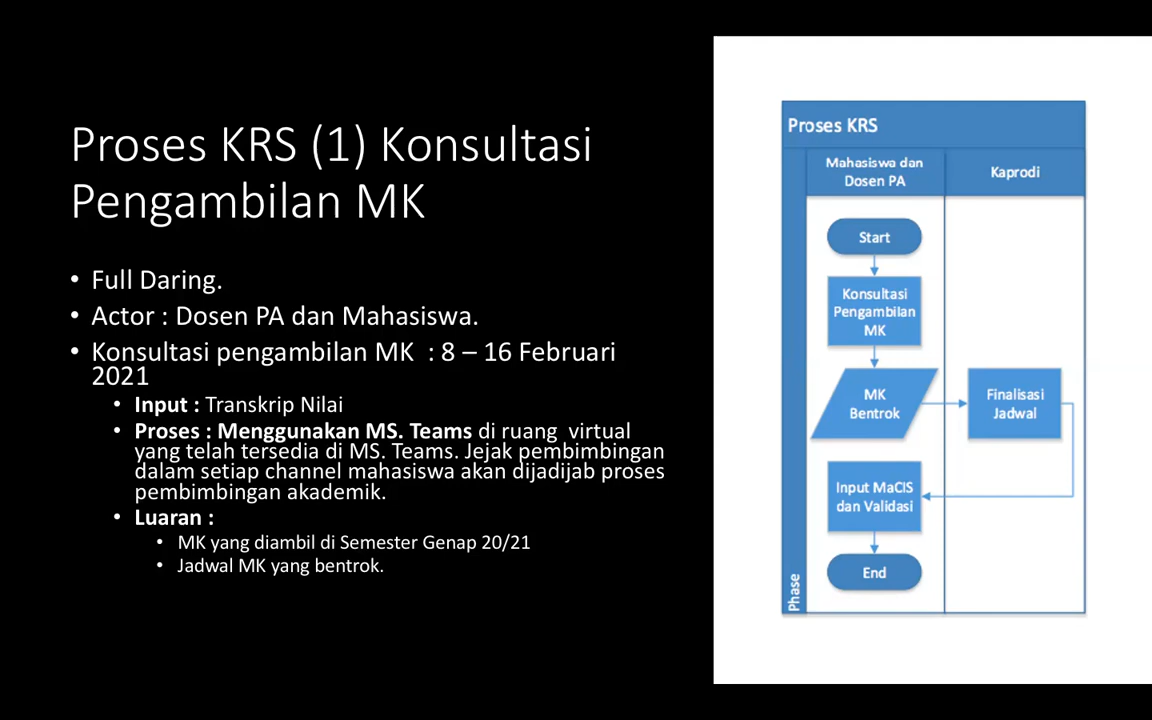 Proses KRS (1) Konsultasi
Pengambilan MK
• Full Daring.
• Actor : Dosen PA dan Mahasiswa.
• Konsultasi pengambilan MK : 8 – 16 Februari
2021
• Input : Transkrip Nilai
• Proses : Menggunakan MS. Teams di ruang virtual
yang telah tersedia di MS. Teams. Jejak pembimbingan
dalam setiap channel mahasiswa akan dijadijab proses
pembimbingan akademik.
• Luaran :
• MK yang diambil di Semester Genap 20/21
• Jadwal MK yang bentrok.
Proses KRS
Mahasiswa dan
Dosen PA
Kaprodi
Start
Konsultasi
Pengambilan
MK
MK
Bentrok
Finalisasi
Jadwal
Input MaCIS
dan Validasi
End
Phase